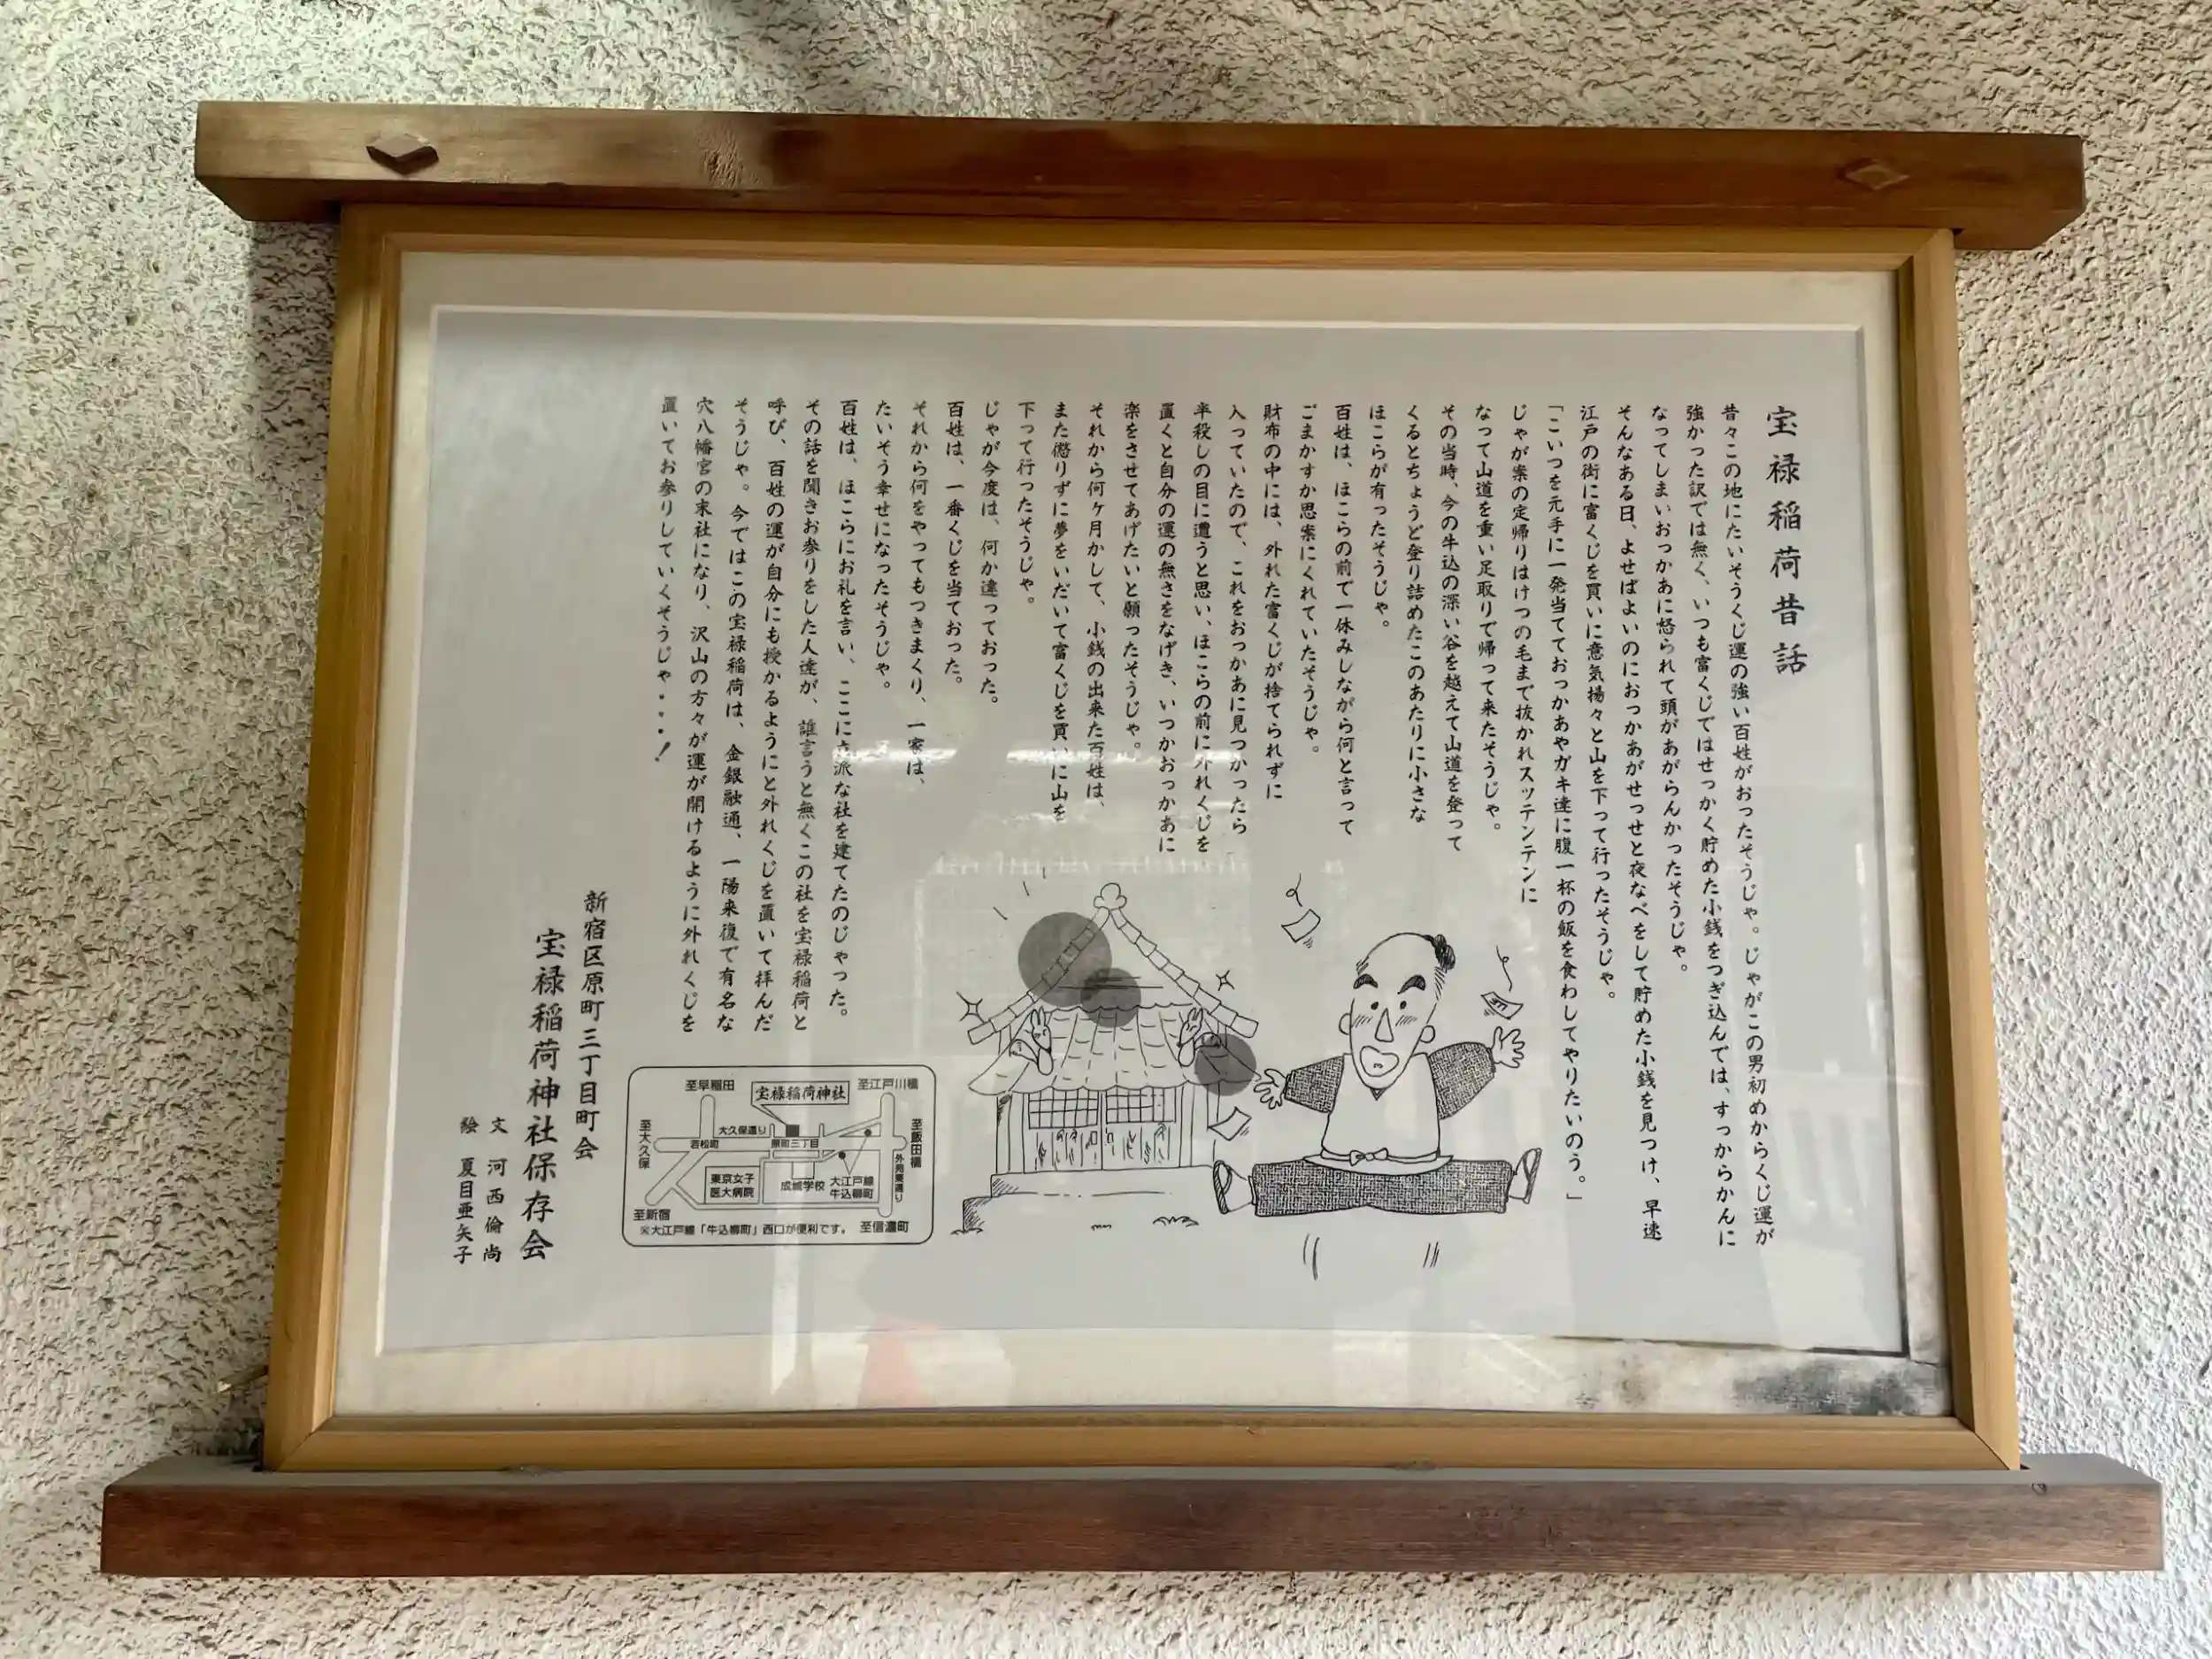 宝禄稲荷昔話
昔々この地にたいそうくじ運の強い百姓がおったそうじゃ。じゃがこの男初めからくじ運が
強かった訳では無く、いつも富くじではせっかく貯めた小銭をつぎ込んでは、すっからかんに
なってしまいおっかあに怒られて頭があがらんかったそうじゃ。
そんなある日、よせばよいのにおっかあがせっせと夜なべをして貯めた小銭を見つけ、早速
江戸の街に富くじを買いに意気揚々と山を下って行ったそうじゃ。
「こいつを元手に一発当てておっかあやガキ達に腹一杯の飯を食わしてやりたいのう。」
じゃが案の定帰りはけつの毛まで抜かれスッテンテンに
なって山道を重い足取りで帰って来たそうじゃ。
その当時、今の牛込の深い谷を越えて山道を登って
くるとちょうど登り詰めたこのあたりに小さな
ほこらが有ったそうじゃ。
百姓は、ほこらの前で一休みしながら何と言って
ごまかすか思案にくれていたそうじゃ。
財布の中には、外れた富くじが捨てられずに
入っていたので、これをおっかあに見つかったら
半殺しの目に遭うと思い、ほこらの前に外れくじを
置くと自分の運の無さをなげき、いつかおっかあに
楽をさせてあげたいと願ったそうじゃ。
それから何ヶ月かして、小銭の出来た百姓は、
また懲りずに夢をいだいて富くじを買いに山を
下って行ったそうじゃ。
じゃが今度は、何か違っておった。
百姓は、一番くじを当ておった。
それから何をやってもつきまくり、一家は、
たいそう幸せになったそうじゃ。
百姓は、ほこらにお礼を言い、ここに立派な社を建てたのじゃった。
その話を聞きお参りをした人達が、誰言うと無くこの社を宝禄稲荷と
呼び、百姓の運が自分にも授かるようにと外れくじを置いて拝んだ
そうじゃ。今ではこの宝禄稲荷は、金銀融通、一陽来復で有名な
穴八幡宮の末社になり、沢山の方々が運が開けるように外れくじを
置いてお参りしていくそうじゃ・・・！
新宿区原町三丁目町会
宝禄稲荷神社保存会
文 河西倫尚
絵 夏目亜矢子
至早稲田
宝禄稲荷神社
至江戸川橋
至大久保
大久保通り
若松町
原町三丁目
至飯田橋
外苑東通り
東京女子
医大病院
成城学校
大江戸線
牛込柳町
至新宿
※大江戸線「牛込柳町」西口が便利です。
至信濃町